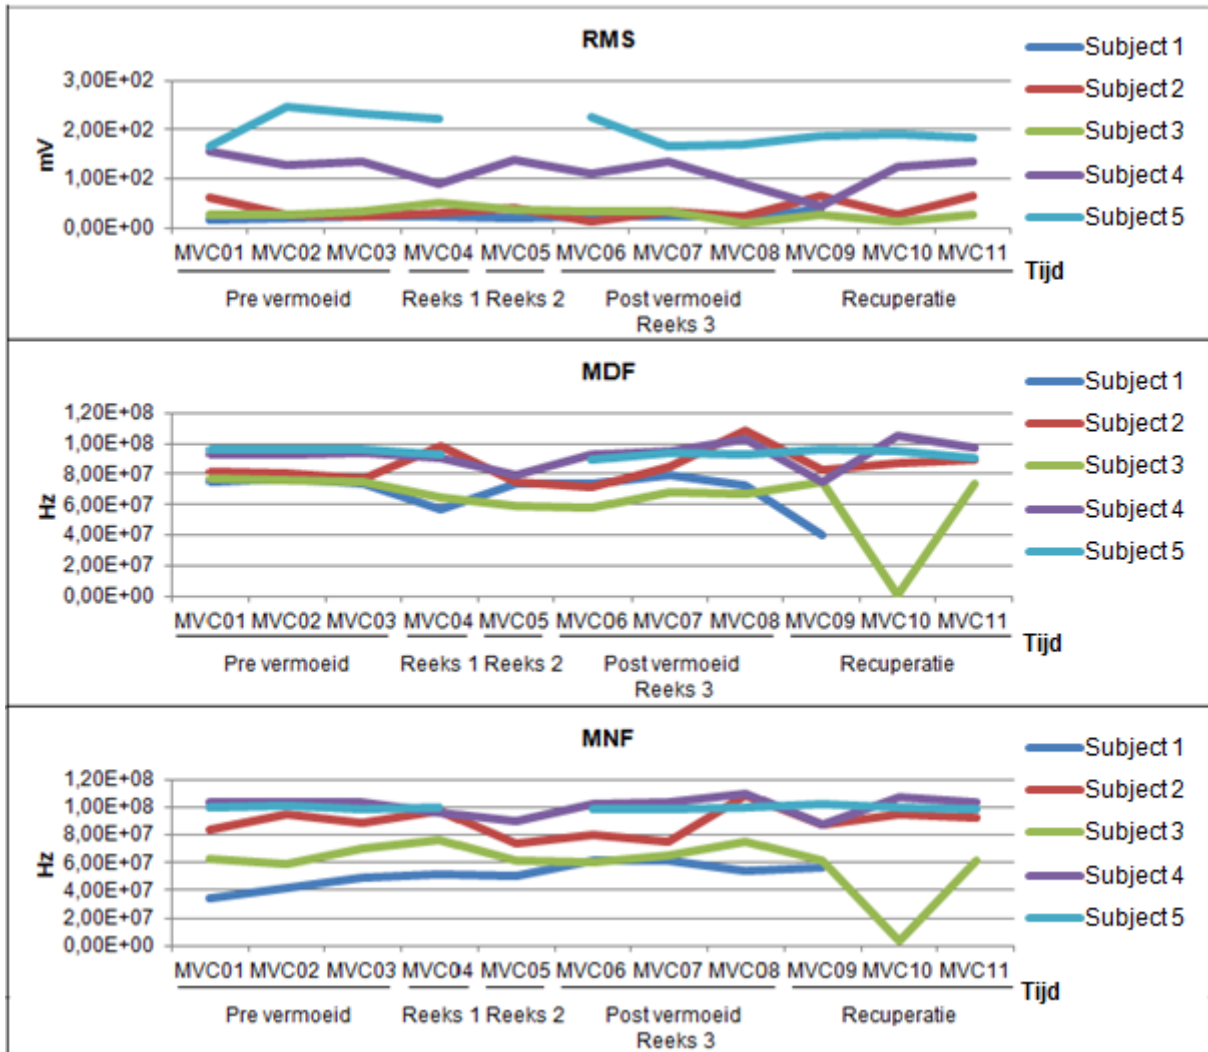 RMS
3,00E+02
2,00E+02
1,00E+02
0,00E+00
mV
MVC01 MVC02 MVC03 MVC04 MVC05 MVC06 MVC07 MVC08 MVC09 MVC10 MVC11
Tijd
Pre vermoeid Reeks 1 Reeks 2 Post vermoeid Recuperatie
Reeks 3
Subject 1
Subject 2
Subject 3
Subject 4
Subject 5
MDF
1,20E+08
1,00E+08
8,00E+07
6,00E+07
4,00E+07
2,00E+07
0,00E+00
Hz
MVC01 MVC02 MVC03 MVC04 MVC05 MVC06 MVC07 MVC08 MVC09 MVC10 MVC11
Tijd
Pre vermoeid Reeks 1 Reeks 2 Post vermoeid Recuperatie
Reeks 3
Subject 1
Subject 2
Subject 3
Subject 4
Subject 5
MNF
1,20E+08
1,00E+08
8,00E+07
6,00E+07
4,00E+07
2,00E+07
0,00E+00
Hz
MVC01 MVC02 MVC03 MVC04 MVC05 MVC06 MVC07 MVC08 MVC09 MVC10 MVC11
Tijd
Pre vermoeid Reeks 1 Reeks 2 Post vermoeid Recuperatie
Reeks 3
Subject 1
Subject 2
Subject 3
Subject 4
Subject 5